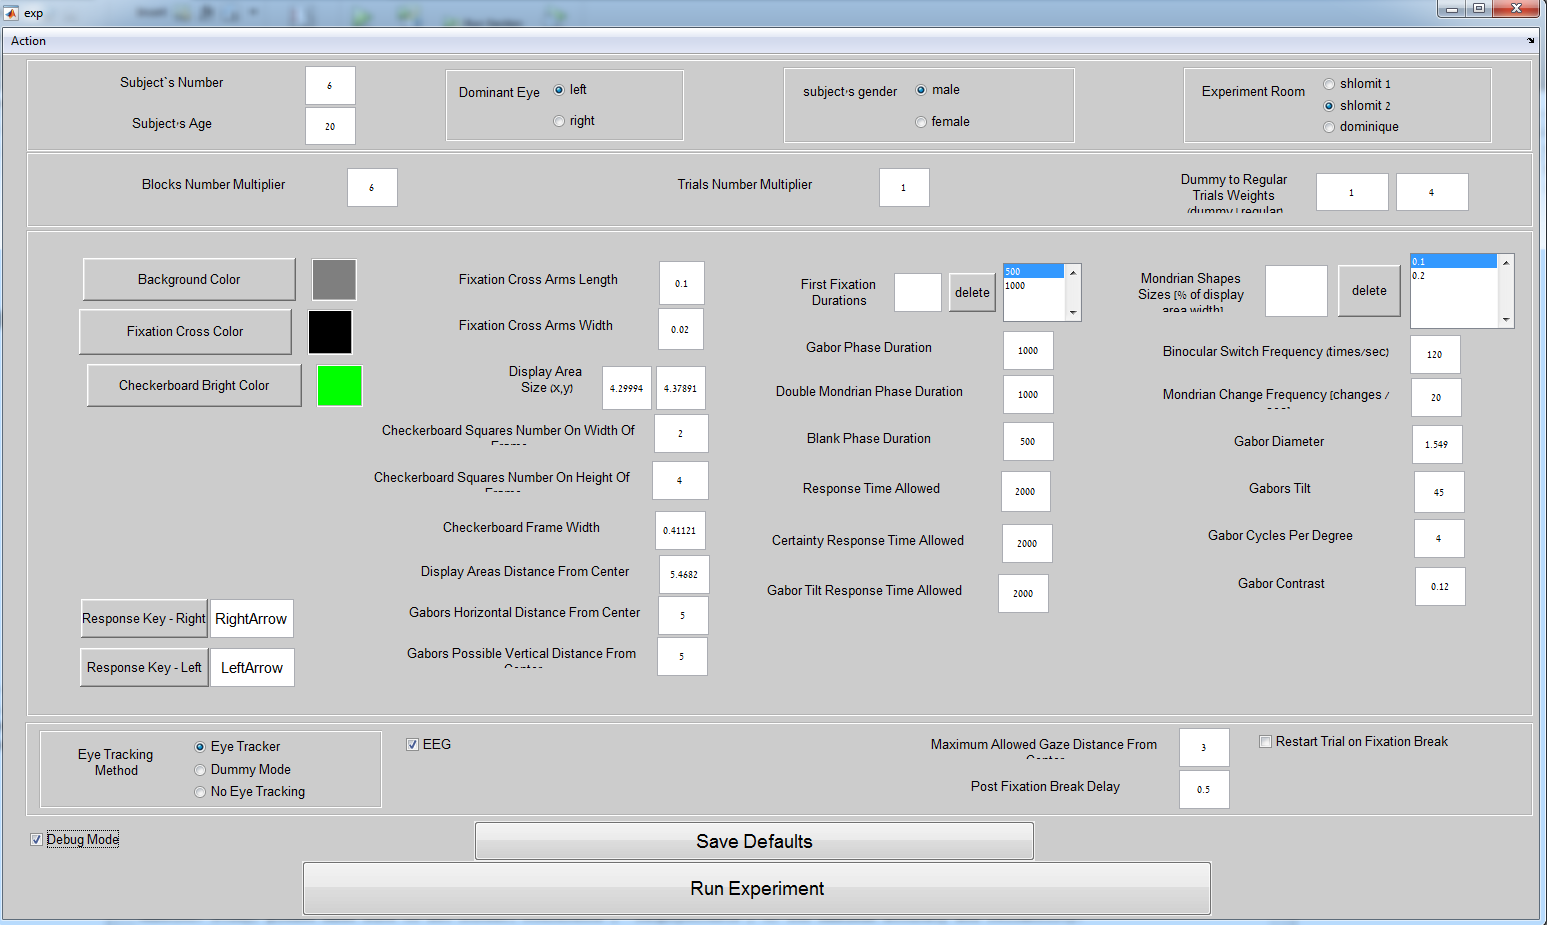 exp
Action
Subject`s Number
6
Subject's Age
20
Dominant Eye
left
right
subject's gender
male
female
Experiment Room
shlomit 1
shlomit 2
dominique
Blocks Number Multiplier
6
Trials Number Multiplier
1
Dummy to Regular
Trials Weights
(dummy | regular)
1
4
Background Color
Fixation Cross Color
Checkerboard Bright Color
Response Key - Right
RightArrow
Response Key - Left
LeftArrow
Fixation Cross Arms Length
0.1
Fixation Cross Arms Width
0.02
Display Area
Size (x,y)
4.29994
4.37891
Checkerboard Squares Number On Width Of
Frame
2
Checkerboard Squares Number On Height Of
Frame
4
Checkerboard Frame Width
0.41121
Display Areas Distance From Center
5.4682
Gabors Horizontal Distance From Center
5
Gabors Possible Vertical Distance From
Center
5
First Fixation
Durations
delete
500
1000
Gabor Phase Duration
1000
Double Mondrian Phase Duration
1000
Blank Phase Duration
500
Response Time Allowed
2000
Certainty Response Time Allowed
2000
Gabor Tilt Response Time Allowed
2000
Mondrian Shapes
Sizes [% of display
area width]
delete
0.1
0.2
Binocular Switch Frequency (times/sec)
120
Mondrian Change Frequency [changes /
sec]
20
Gabor Diameter
1.549
Gabors Tilt
45
Gabor Cycles Per Degree
4
Gabor Contrast
0.12
Eye Tracking
Method
Eye Tracker
Dummy Mode
No Eye Tracking
EEG
Maximum Allowed Gaze Distance From
Center
3
Post Fixation Break Delay
0.5
Restart Trial on Fixation Break
Debug Mode
Save Defaults
Run Experiment